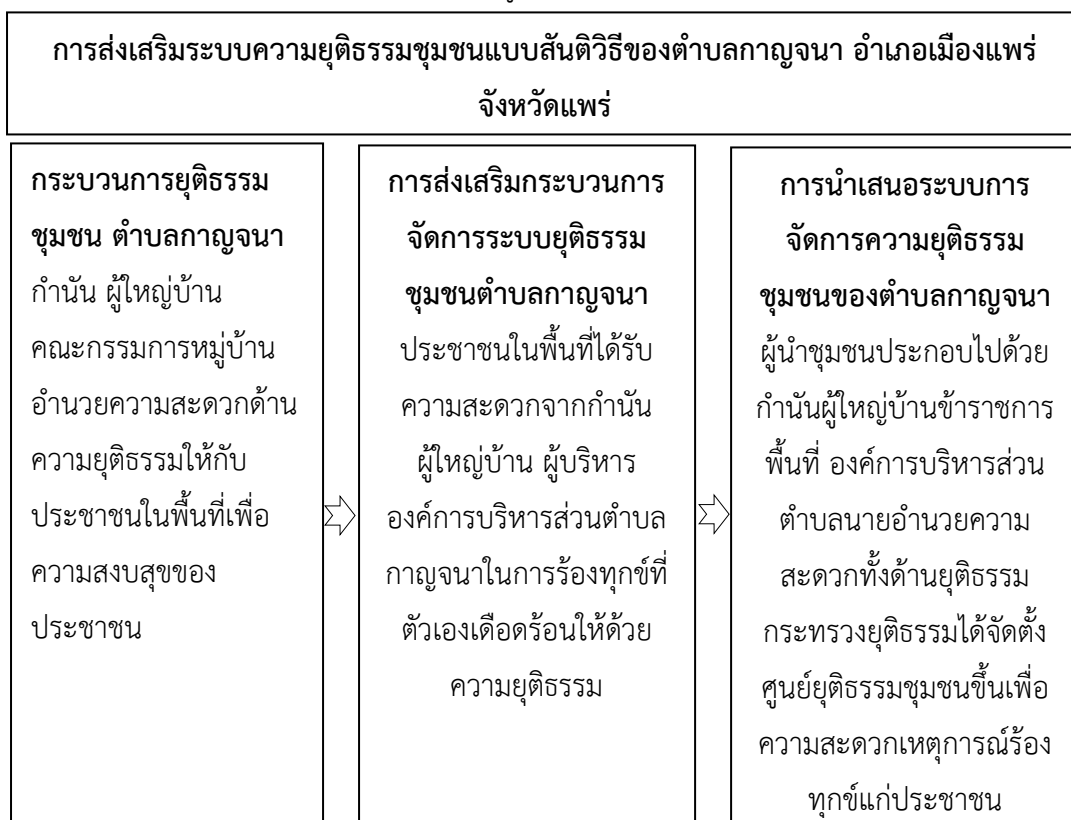 การส่งเสริมระบบความยุติธรรมชุมชนแบบสันติวิธีของตำบลกาญจนา อำเภอเมืองแพร่
จังหวัดแพร่
กระบวนการยุติธรรม
ชุมชน ตำบลกาญจนา
กำนัน ผู้ใหญ่บ้าน
คณะกรรมการหมู่บ้าน
อำนวยความสะดวกด้าน
ความยุติธรรมให้กับ
ประชาชนในพื้นที่เพื่อ
ความสงบสุขของ
ประชาชน
การส่งเสริมกระบวนการ
จัดการระบบยุติธรรม
ชุมชนตำบลกาญจนา
ประชาชนในพื้นที่ได้รับ
ความสะดวกจากกำนัน
ผู้ใหญ่บ้าน ผู้บริหาร
องค์การบริหารส่วนตำบล
กาญจนาในการร้องทุกข์ที่
ตัวเองเดือดร้อนให้ด้วย
ความยุติธรรม
การนำเสนอระบบการ
จัดการความยุติธรรม
ชุมชนของตำบลกาญจนา
ผู้นำชุมชนประกอบไปด้วย
กำนันผู้ใหญ่บ้านข้าราชการ
พื้นที่ องค์การบริหารส่วน
ตำบลนายอำนวยความ
สะดวกทั้งด้านยุติธรรม
กระทรวงยุติธรรมได้จัดตั้ง
ศูนย์ยุติธรรมชุมชนขึ้นเพื่อ
ความสะดวกเหตุการณ์ร้อง
ทุกข์แก่ประชาชน